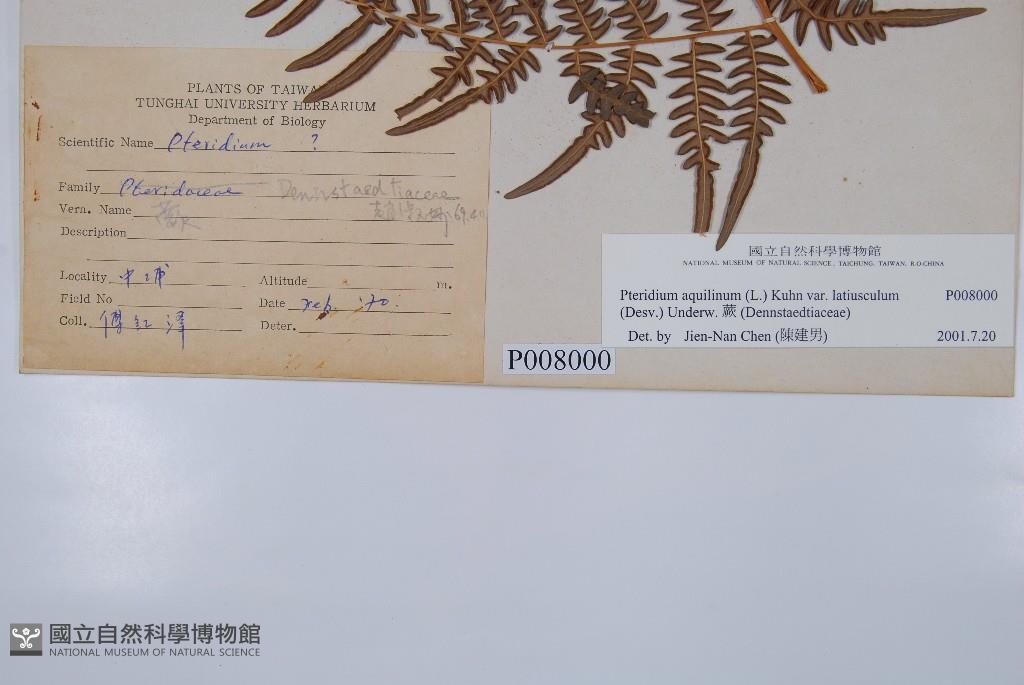 PLANTS OF TAIWA
TUNGHAI UNIVERSITY HERBARIUM
Department of Biology
Scientific Name Pteridium ?
Family Pteridaceae Dennstaedtiaceae
Vern. Name 蕨
Description
Locality 中埔 Altitude m.
Field No Date '70.
Coll. Deter.
P008000
國立自然科學博物館
NATIONAL MUSEUM OF NATURAL SCIENCE, TAICHUNG, TAIWAN, R.O.CHINA
Pteridium aquilinum (L.) Kuhn var. latiusculum P008000
(Desv.) Underw. 蕨 (Dennstaedtiaceae)
Det. by Jien-Nan Chen (陳建男) 2001.7.20
國立自然科學博物館
NATIONAL MUSEUM OF NATURAL SCIENCE